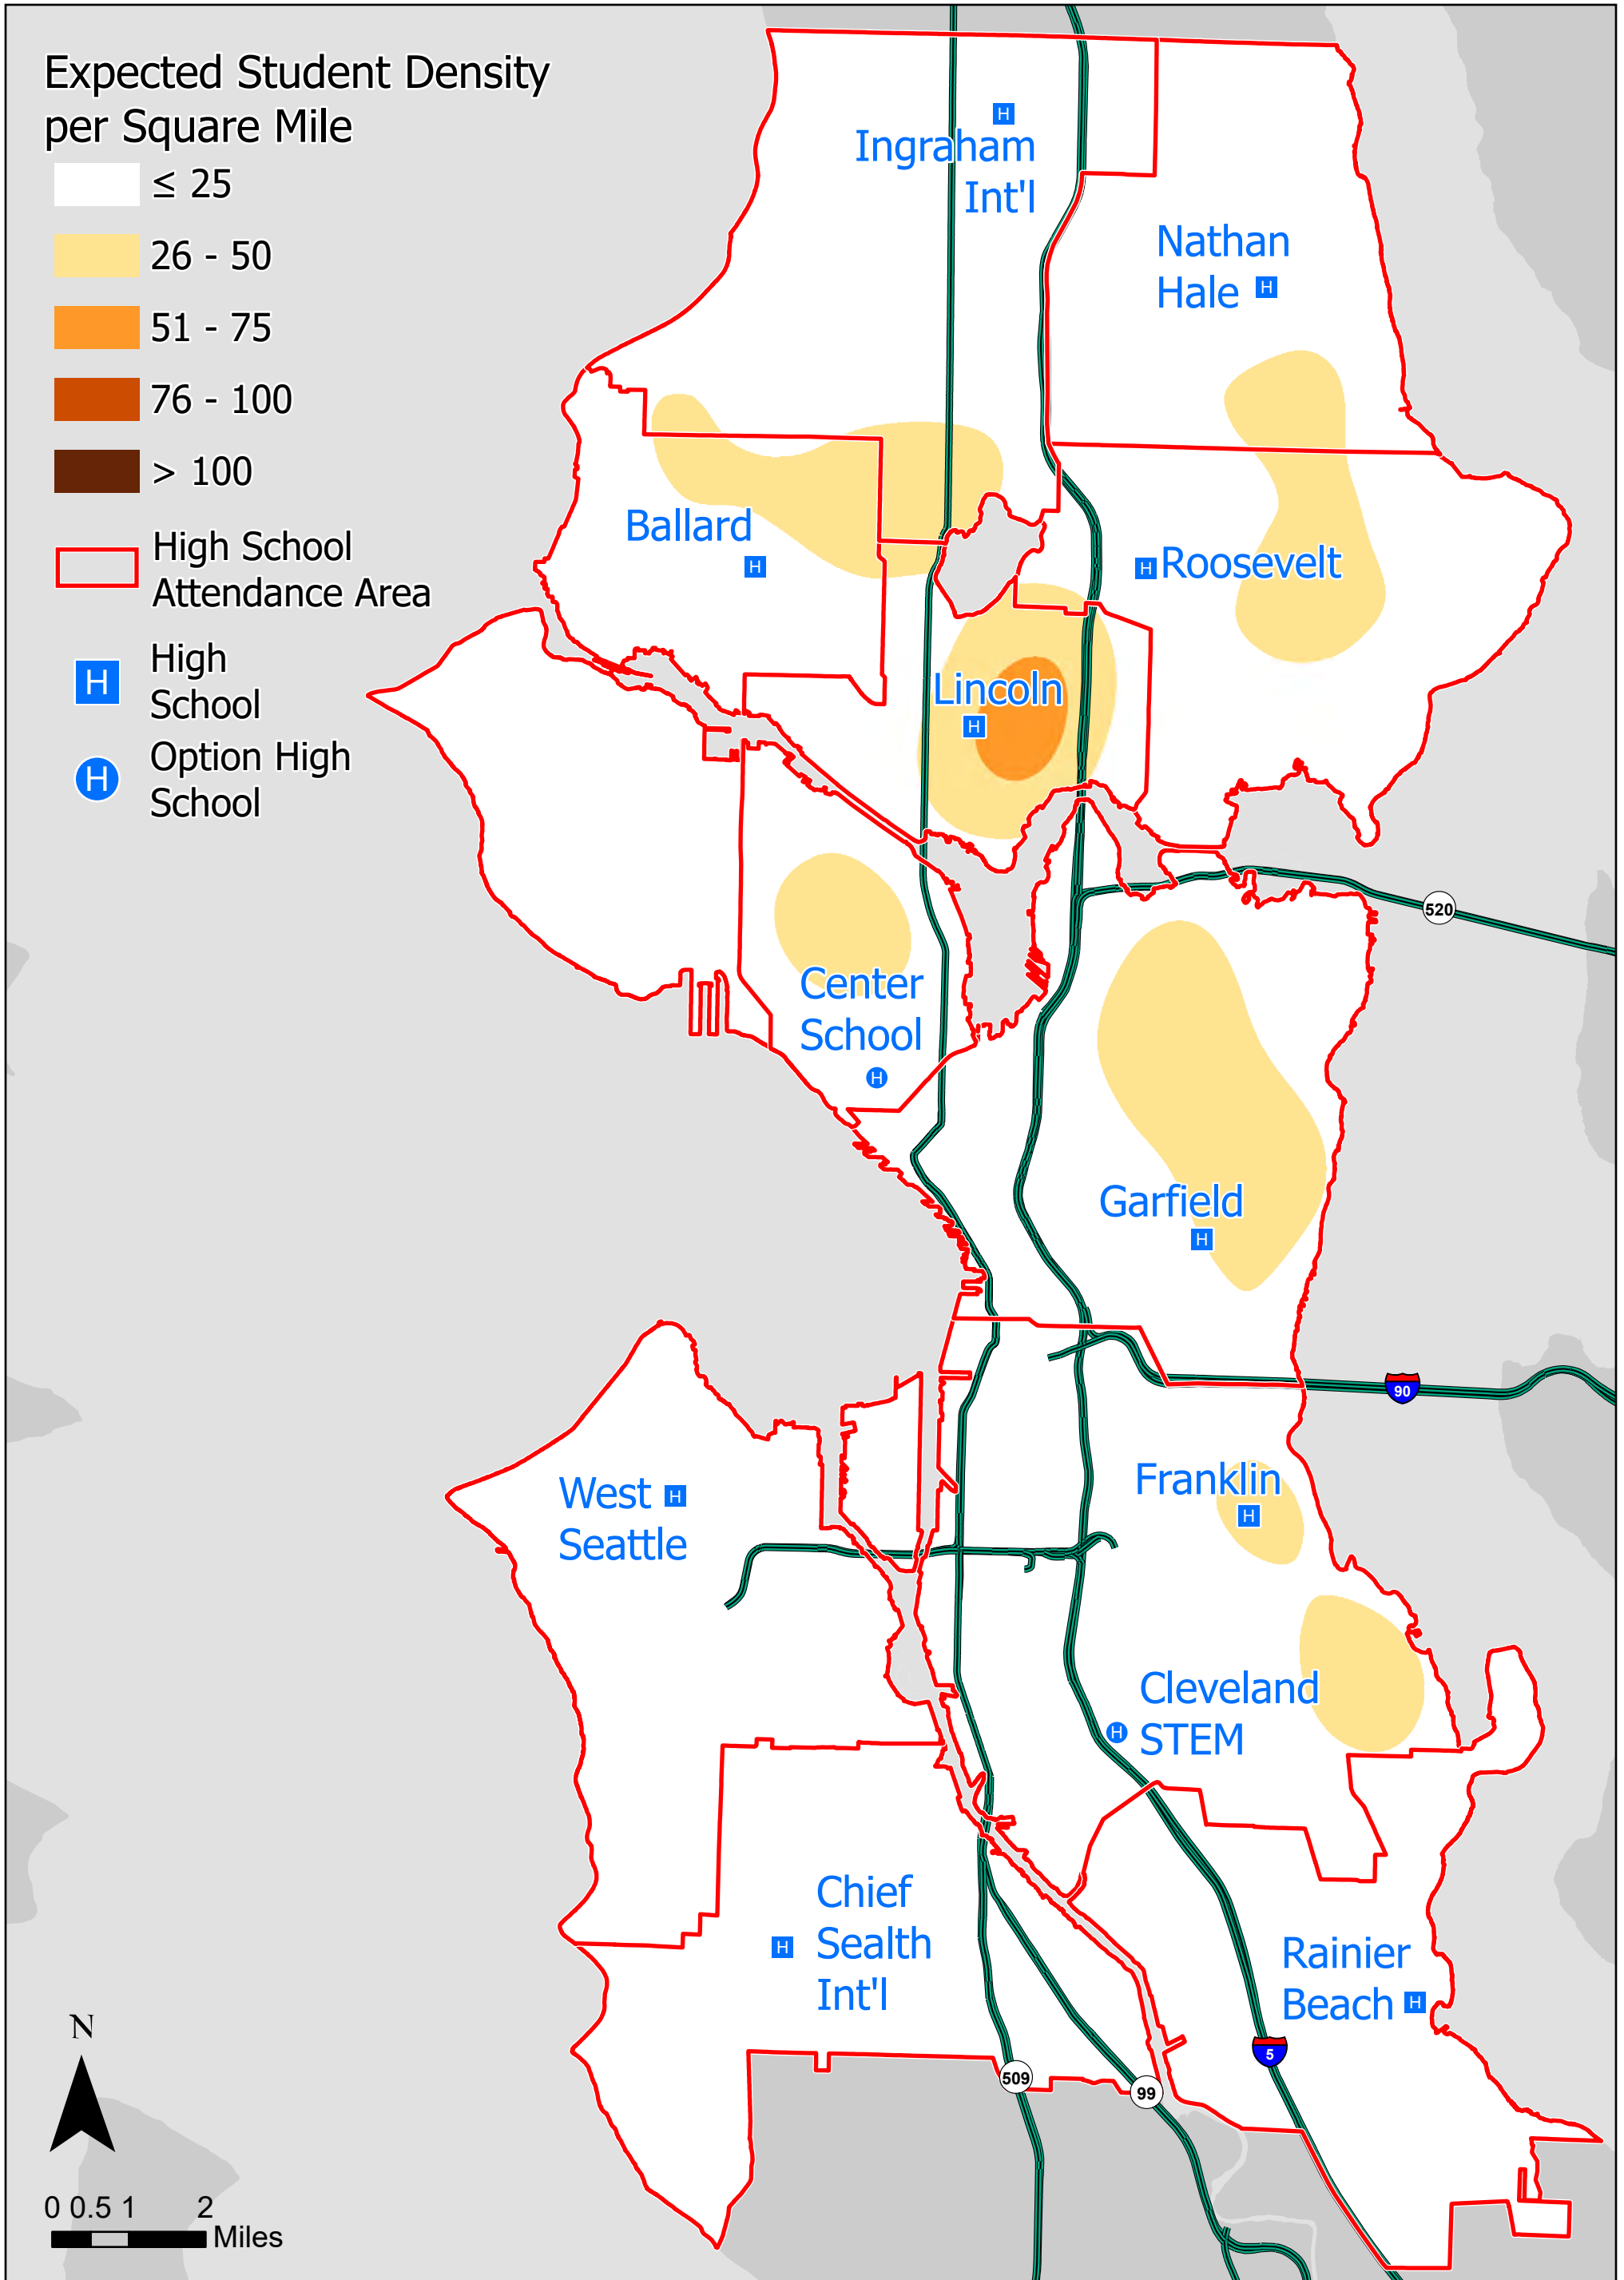 Expected Student Density
per Square Mile
≤ 25
26 - 50
51 - 75
76 - 100
> 100
High School
Attendance Area
H
High
School
H
Option High
School
H
Ingraham
Int'l
Nathan
Hale H
Ballard
H
H Roosevelt
Lincoln
H
520
Center
School
H
Garfield
H
90
Franklin
H
West H
Seattle
Cleveland
H STEM
Chief
H Sealth
Int'l
Rainier
Beach H
5
509
99
N
0 0.5 1 2
Miles